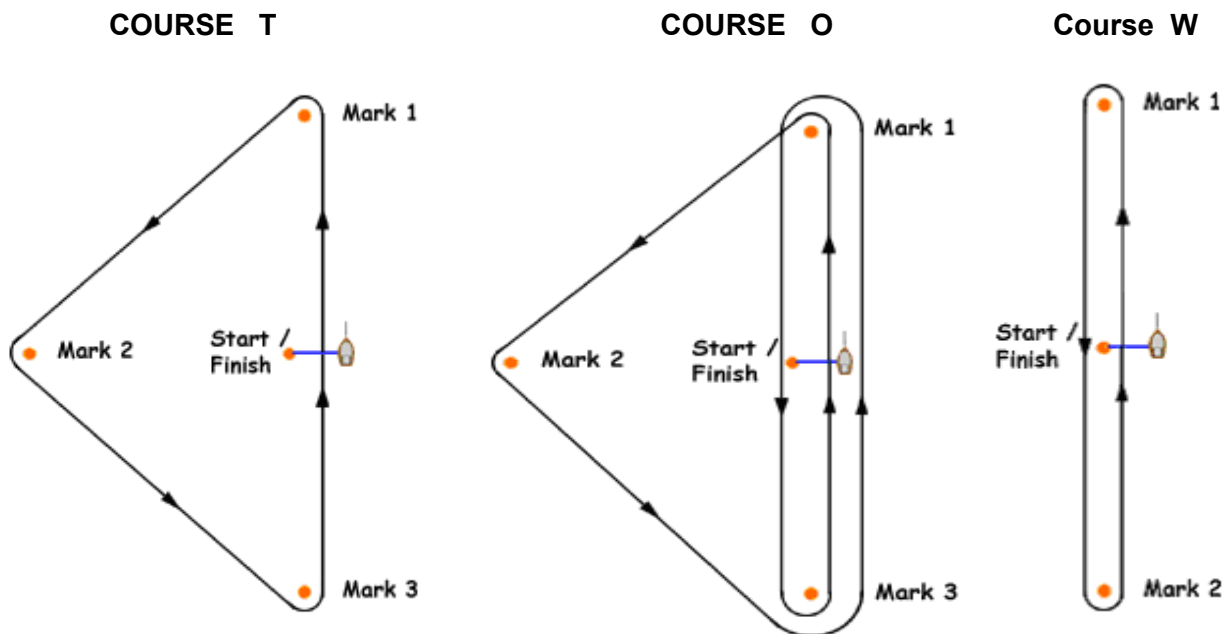 COURSE T
Mark 1
Mark 2
Start /
Finish
Mark 3
COURSE O
Mark 1
Mark 2
Start /
Finish
Mark 3
Course W
Mark 1
Start /
Finish
Mark 2